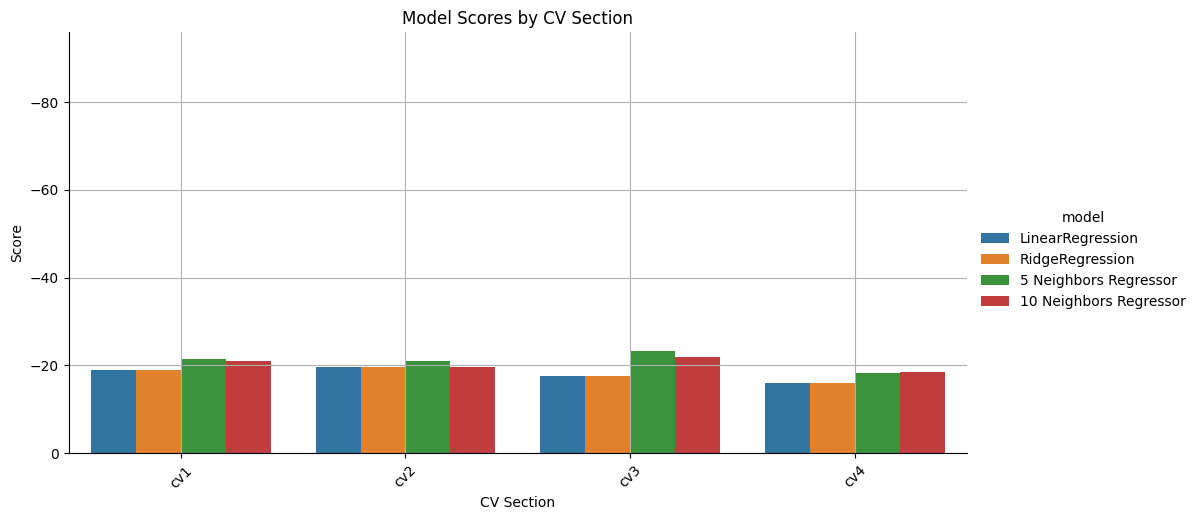 Model Scores by CV Section
Score
−80
−60
−40
−20
0
cv1
cv2
cv3
cv4
CV Section
model
LinearRegression
RidgeRegression
5 Neighbors Regressor
10 Neighbors Regressor